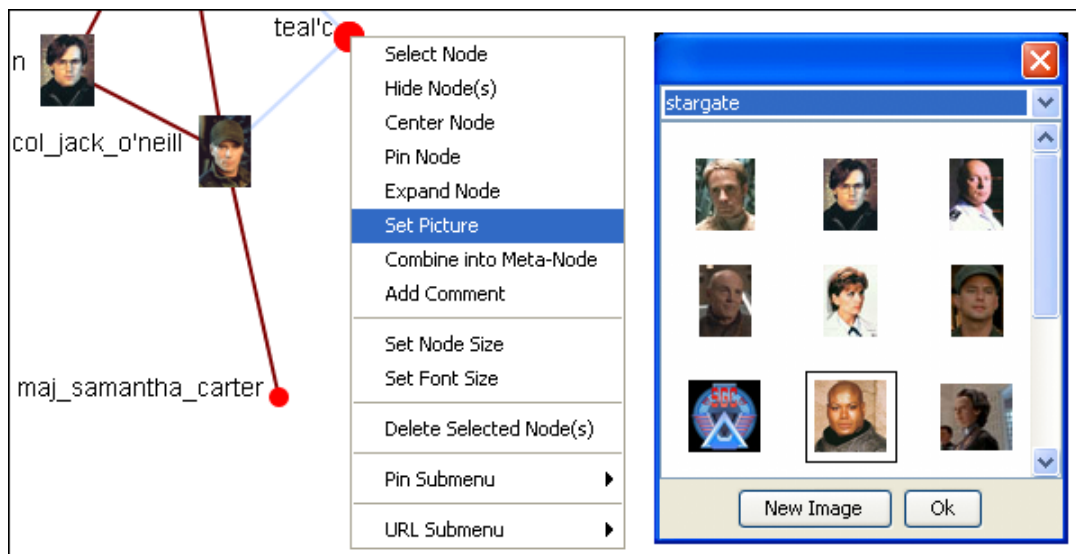 teal'c
n
col_jack_o'neill
maj_samantha_carter
Select Node
Hide Node(s)
Center Node
Pin Node
Expand Node
Set Picture
Combine into Meta-Node
Add Comment
Set Node Size
Set Font Size
Delete Selected Node(s)
Pin Submenu
URL Submenu
stargate
SGC
New Image
Ok